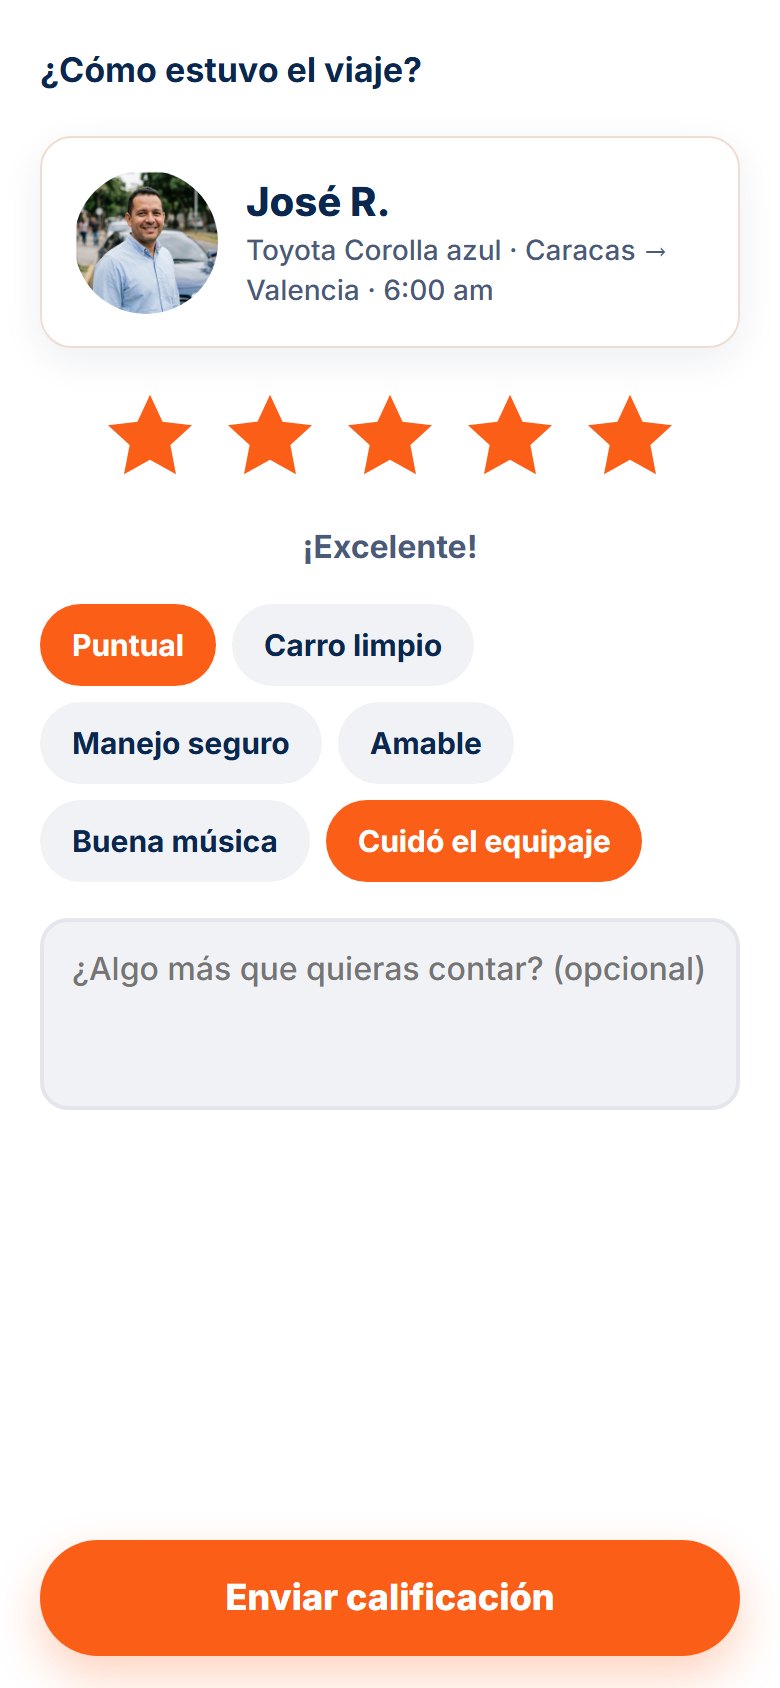 ¿Cómo estuvo el viaje?
José R.
Toyota Corolla azul · Caracas →
Valencia · 6:00 am
¡Excelente!
Puntual
Carro limpio
Manejo seguro
Amable
Buena música
Cuidó el equipaje
¿Algo más que quieras contar? (opcional)
Enviar calificación